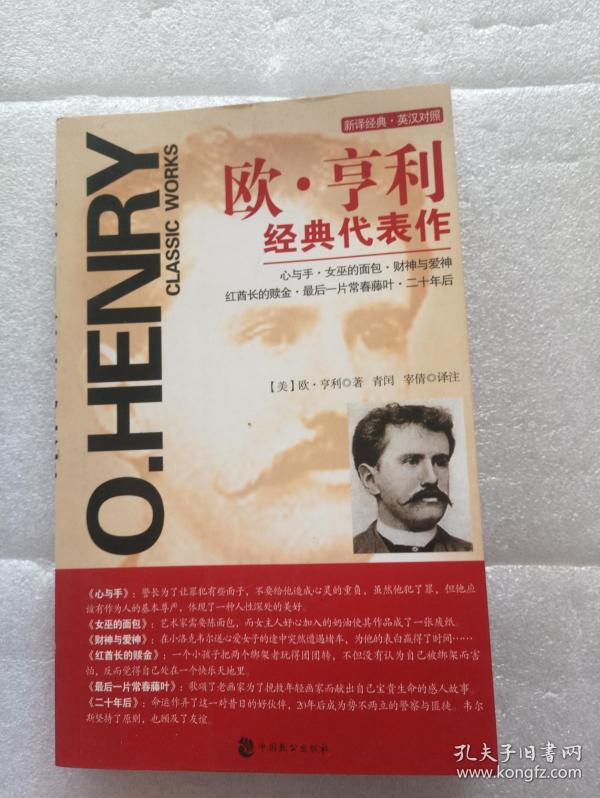 新译经典·英汉对照
欧·亨利
经典代表作
心与手·女巫的面包·财神与爱神
红酋长的赎金·最后一片常春藤叶·二十年后
【美】欧·亨利◎著 青闰 宰倩◎译注
O.HENRY
CLASSIC WORKS
《心与手》：警长为了让罪犯有些面子，不要给他造成心灵的重负，虽然他犯了罪，但他应
该有作为人的基本尊严，体现了一种人性深处的美好。
《女巫的面包》：艺术家需要陈面包，而女主人好心加入的奶油使其作品成了一张废纸。
《财神与爱神》：在小洛克韦尔送心爱女子的途中突然遭遇堵车，为他的表白赢得了时间……
《红酋长的赎金》：一个小孩子把两个绑架者玩得团团转，不但没有认为自己被绑架而害
怕，反而觉得自己处在一个快乐天地里。
《最后一片常春藤叶》：歌颂了老画家为了挽救年轻画家而献出自己宝贵生命的感人故事。
《二十年后》：命运作弄了这一对昔日的好伙伴，20年后成为势不两立的警察与匪徒。韦尔
斯坚持了原则，也顾及了友谊。
中国致公出版社
孔夫子旧书网
www.kongfz.com